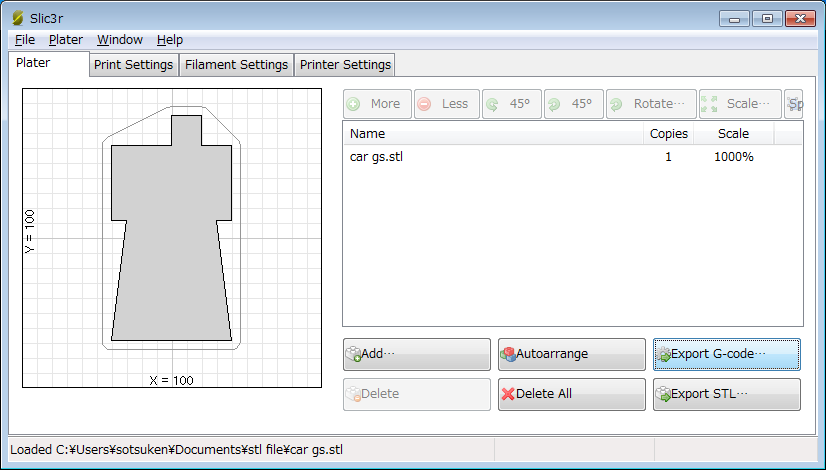 Slic3r
File Plater Window Help
Plater Print Settings Filament Settings Printer Settings
More Less 45° 45° Rotate… Scale… Sp
Name Copies Scale
car gs.stl 1 1000%
Y = 100
X = 100
Add… Autoarrange Export G-code…
Delete Delete All Export STL…
Loaded C:¥Users¥sotsuken¥Documents¥stl file¥car gs.stl